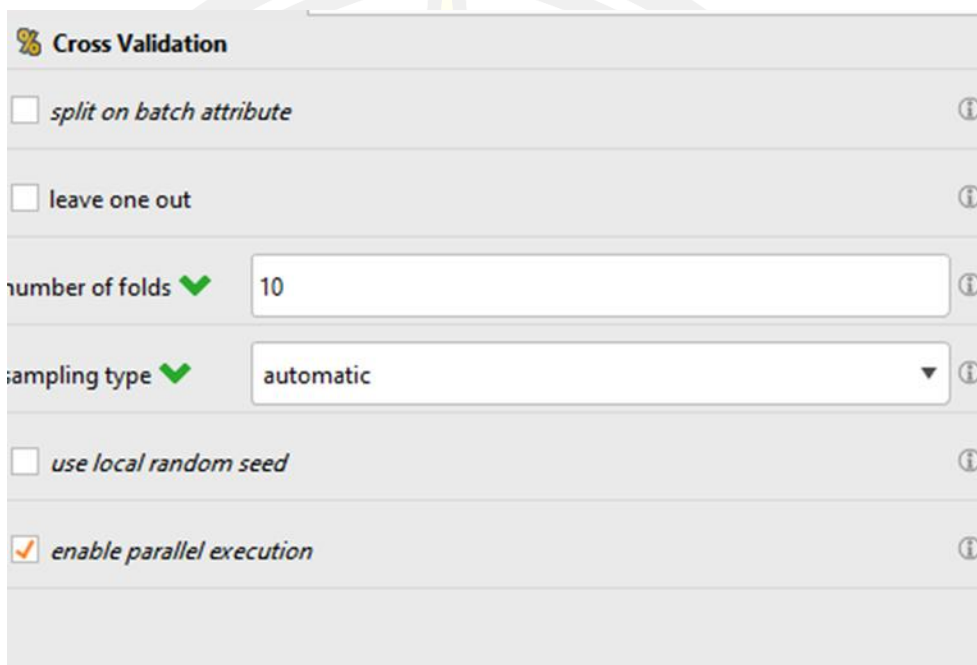 Cross Validation
split on batch attribute
leave one out
number of folds 10
sampling type automatic
use local random seed
enable parallel execution